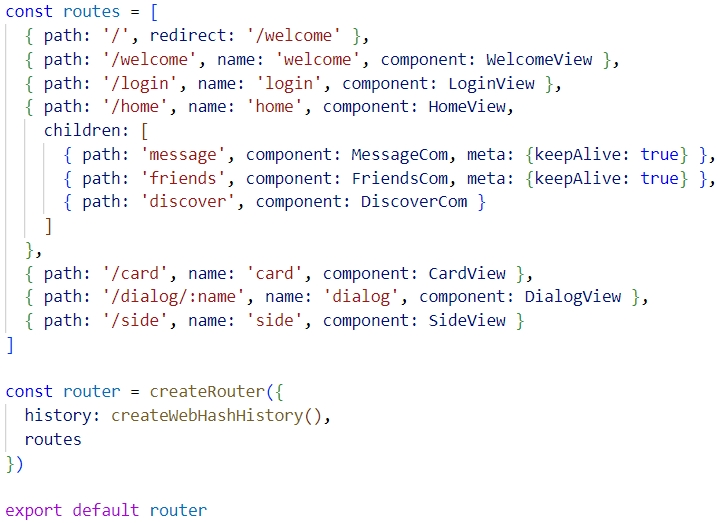 const routes = [
  { path: '/', redirect: '/welcome' },
  { path: '/welcome', name: 'welcome', component: WelcomeView },
  { path: '/login', name: 'login', component: LoginView },
  { path: '/home', name: 'home', component: HomeView,
    children: [
      { path: 'message', component: MessageCom, meta: {keepAlive: true} },
      { path: 'friends', component: FriendsCom, meta: {keepAlive: true} },
      { path: 'discover', component: DiscoverCom }
    ]
  },
  { path: '/card', name: 'card', component: CardView },
  { path: '/dialog/:name', name: 'dialog', component: DialogView },
  { path: '/side', name: 'side', component: SideView }
]

const router = createRouter({
  history: createWebHashHistory(),
  routes
})

export default router